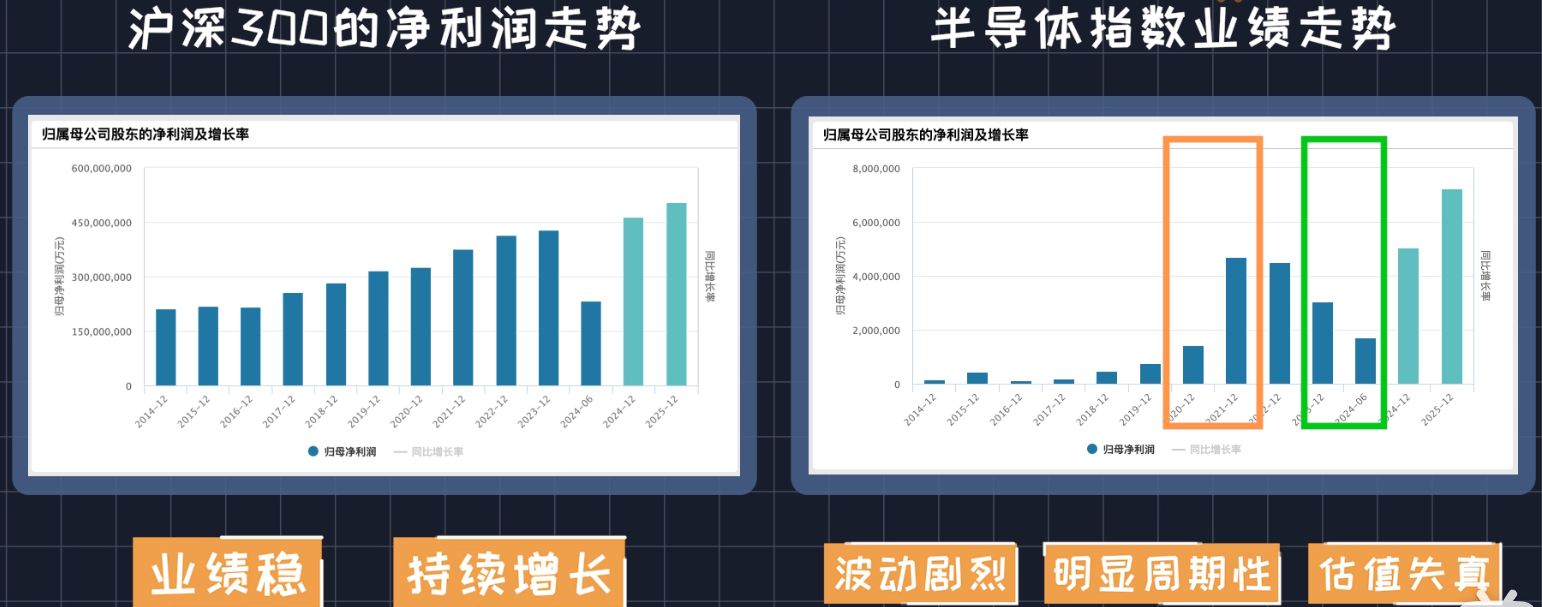 沪深300的净利润走势
归属母公司股东的净利润及增长率
600,000,000
450,000,000
300,000,000
150,000,000
0
归母净利润(万元)
同比增长率
2014-12
2015-12
2016-12
2017-12
2018-12
2019-12
2020-12
2021-12
2022-12
2023-12
2024-06
2024-12
2025-12
归母净利润
同比增长率
业绩稳
持续增长
半导体指数业绩走势
归属母公司股东的净利润及增长率
8,000,000
6,000,000
4,000,000
2,000,000
0
归母净利润(万元)
同比增长率
2014-12
2015-12
2016-12
2017-12
2018-12
2019-12
2020-12
2021-12
2022-12
2023-12
2024-06
2024-12
2025-12
归母净利润
同比增长率
波动剧烈
明显周期性
估值失真